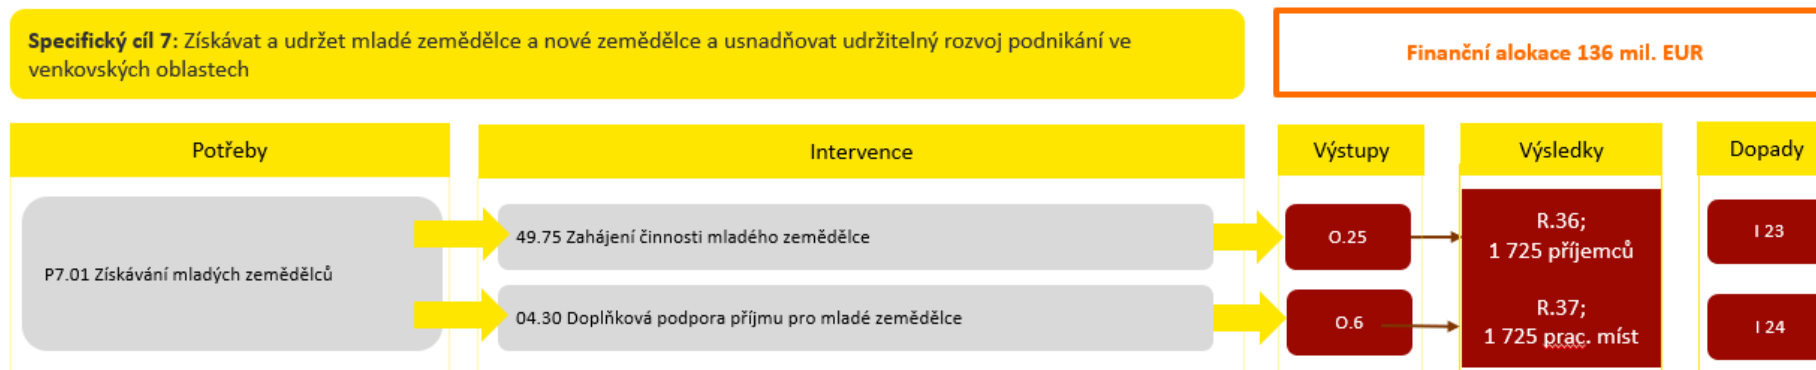 Specifický cíl 7: Získávat a udržet mladé zemědělce a nové zemědělce a usnadňovat udržitelný rozvoj podnikání ve
venkovských oblastech
Finanční alokace 136 mil. EUR
Potřeby
Intervence
Výstupy
Výsledky
Dopady
P7.01 Získávání mladých zemědělců
49.75 Zahájení činnosti mladého zemědělce
O.25
R.36;
1 725 příjemců
I 23
04.30 Doplňková podpora příjmu pro mladé zemědělce
O.6
R.37;
1 725 prac. míst
I 24